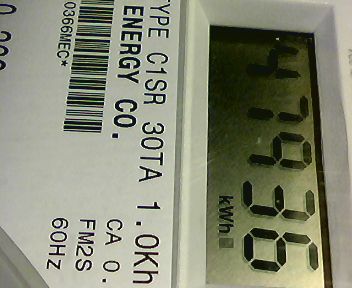 47936
kWh
TYPE C1SR 30TA 1.0Kh
ENERGY CO.
CA 0.
FM2S
60HZ
0366MEC*